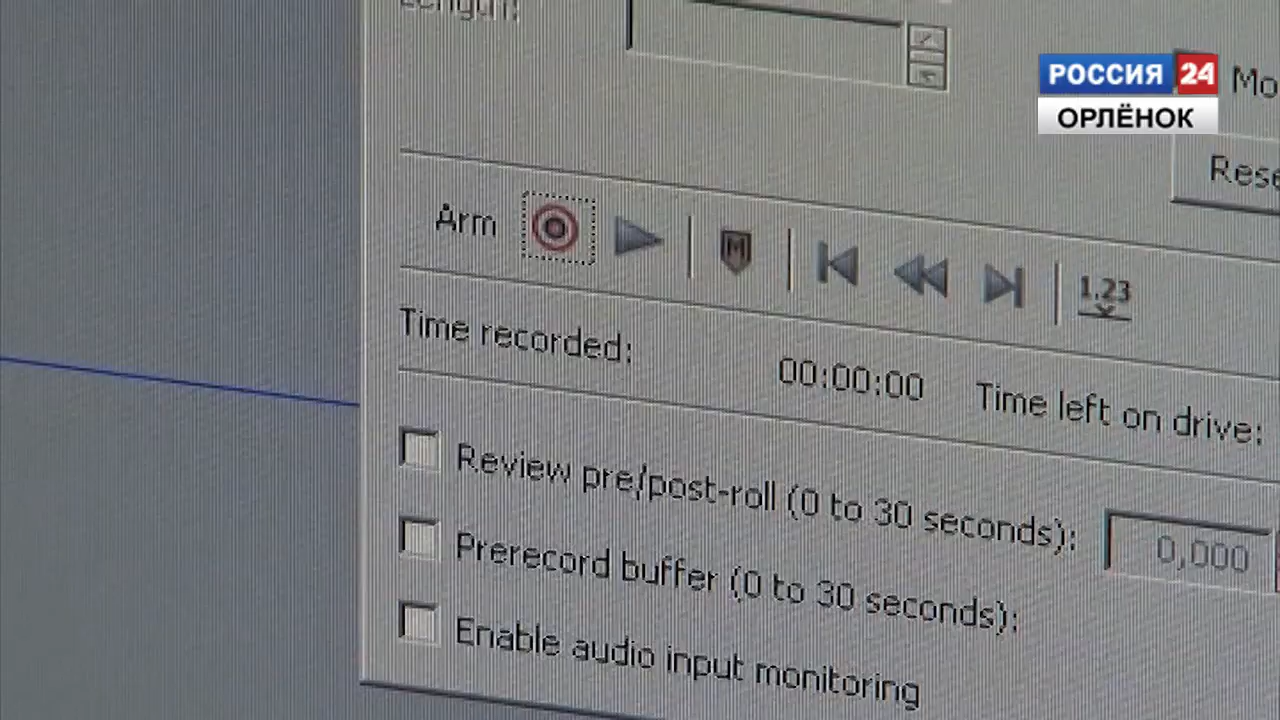 Length:
РОССИЯ 24
ОРЛЁНОК
Arm
M
1.23
Time recorded: 00:00:00 Time left on drive:
Review pre/post-roll (0 to 30 seconds): 0,000
Prerecord buffer (0 to 30 seconds):
Enable audio input monitoring